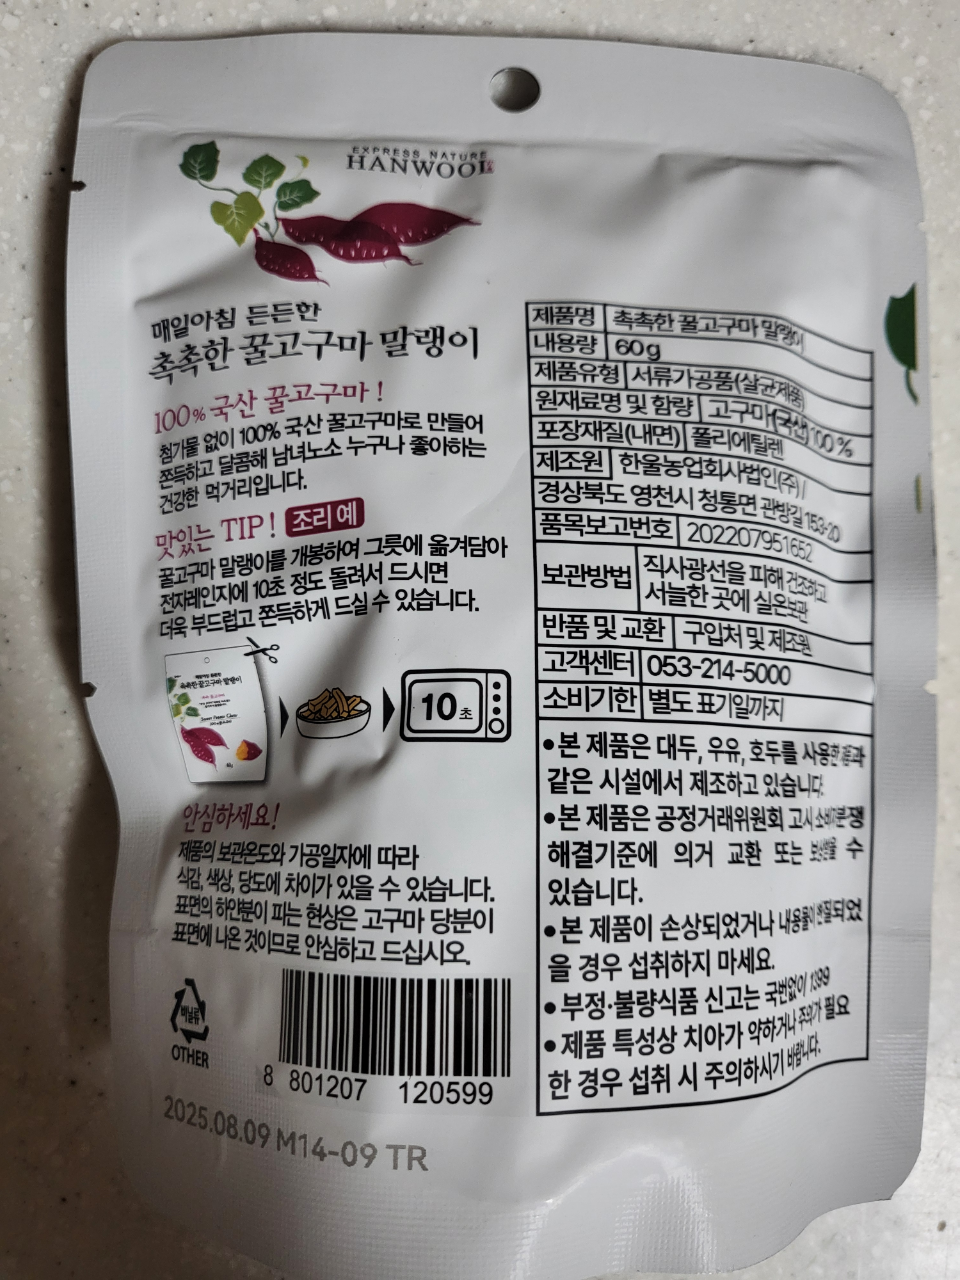 EXPRESS NATURE
HANWOOL
매일아침 든든한
촉촉한 꿀고구마 말랭이
100% 국산 꿀고구마!
첨가물 없이 100% 국산 꿀고구마로 만들어
쫀득하고 달콤해 남녀노소 누구나 좋아하는
건강한 먹거리입니다.
맛있는 TIP! 조리 예
꿀고구마 말랭이를 개봉하여 그릇에 옮겨담아
전자레인지에 10초 정도 돌려서 드시면
더욱 부드럽고 쫀득하게 드실 수 있습니다.
촉촉한 꿀고구마 말랭이
10초
안심하세요!
제품의 보관온도와 가공일자에 따라
식감, 색상, 당도에 차이가 있을 수 있습니다.
표면의 하얀분이 피는 현상은 고구마 당분이
표면에 나온 것이므로 안심하고 드십시오.
비닐류
OTHER
8 801207 120599
2025.08.09 M14-09 TR
제품명 촉촉한 꿀고구마 말랭이
내용량 60g
제품유형 서류가공품(살균제품)
원재료명 및 함량 고구마(국산) 100%
포장재질(내면) 폴리에틸렌
제조원 한울농업회사법인(주) /
경상북도 영천시 청통면 관방길 153-20
품목보고번호 202207951652
보관방법 직사광선을 피해 건조하고
서늘한 곳에 실온보관
반품 및 교환 구입처 및 제조원
고객센터 053-214-5000
소비기한 별도 표기일까지
•본 제품은 대두, 우유, 호두를 사용한 제품과
같은 시설에서 제조하고 있습니다.
•본 제품은 공정거래위원회 고시 소비자분쟁
해결기준에 의거 교환 또는 보상받을 수
있습니다.
•본 제품이 손상되었거나 내용물이 변질되었
을 경우 섭취하지 마세요.
•부정·불량식품 신고는 국번없이 1399
•제품 특성상 치아가 약하거나 주의가 필요
한 경우 섭취 시 주의하시기 바랍니다.